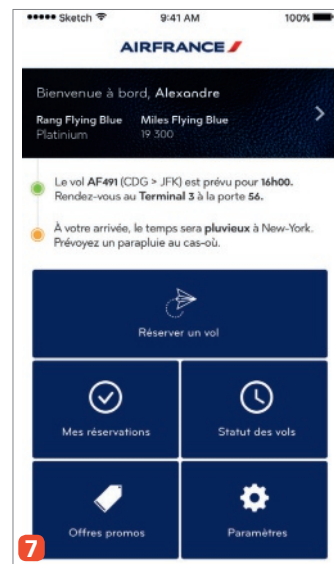 Sketch 9:41 AM 100%
AIRFRANCE
Bienvenue à bord, Alexandre
Rang Flying Blue Miles Flying Blue
Platinium 19 300
Le vol AF491 (CDG > JFK) est prévu pour 16h00.
Rendez-vous au Terminal 3 à la porte 56.
À votre arrivée, le temps sera pluvieux à New-York.
Prévoyez un parapluie au cas-où.
Réserver un vol
Mes réservations Statut des vols
Offres promos Paramètres
7